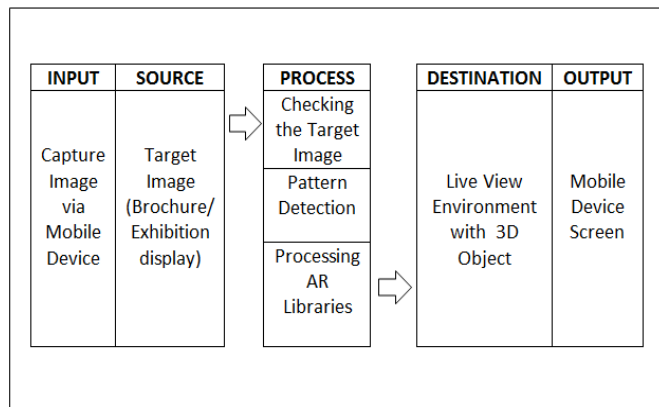 INPUT
SOURCE
Capture
Image
via
Mobile
Device
Target
Image
(Brochure/
Exhibition
display)
PROCESS
Checking
the Target
Image
Pattern
Detection
Processing
AR
Libraries
DESTINATION
OUTPUT
Live View
Environment
with 3D
Object
Mobile
Device
Screen